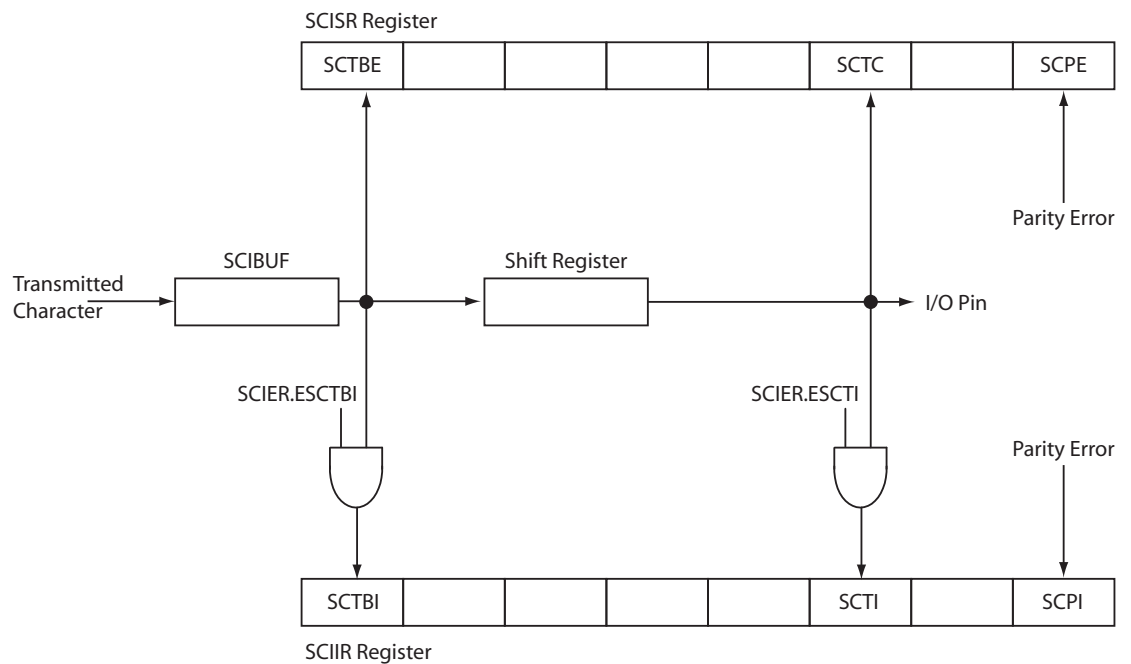 SCISR Register
SCTBE
SCTC
SCPE
Parity Error
SCIBUF
Shift Register
Transmitted
Character
I/O Pin
SCIER.ESCTBI
SCIER.ESCTI
Parity Error
SCTBI
SCTI
SCPI
SCIIR Register